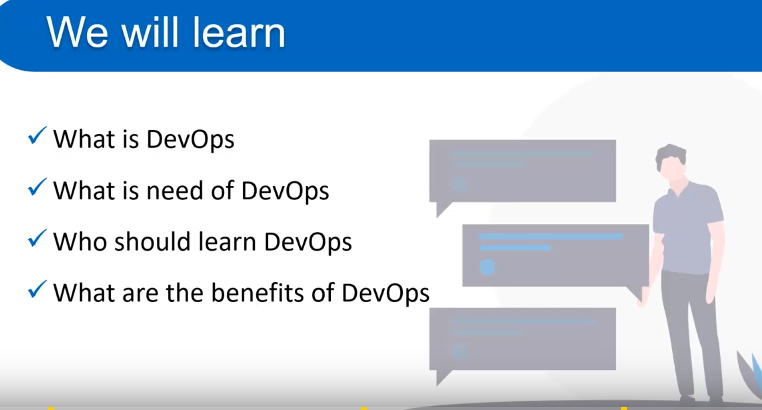 We will learn
What is DevOps
What is need of DevOps
Who should learn DevOps
What are the benefits of DevOps